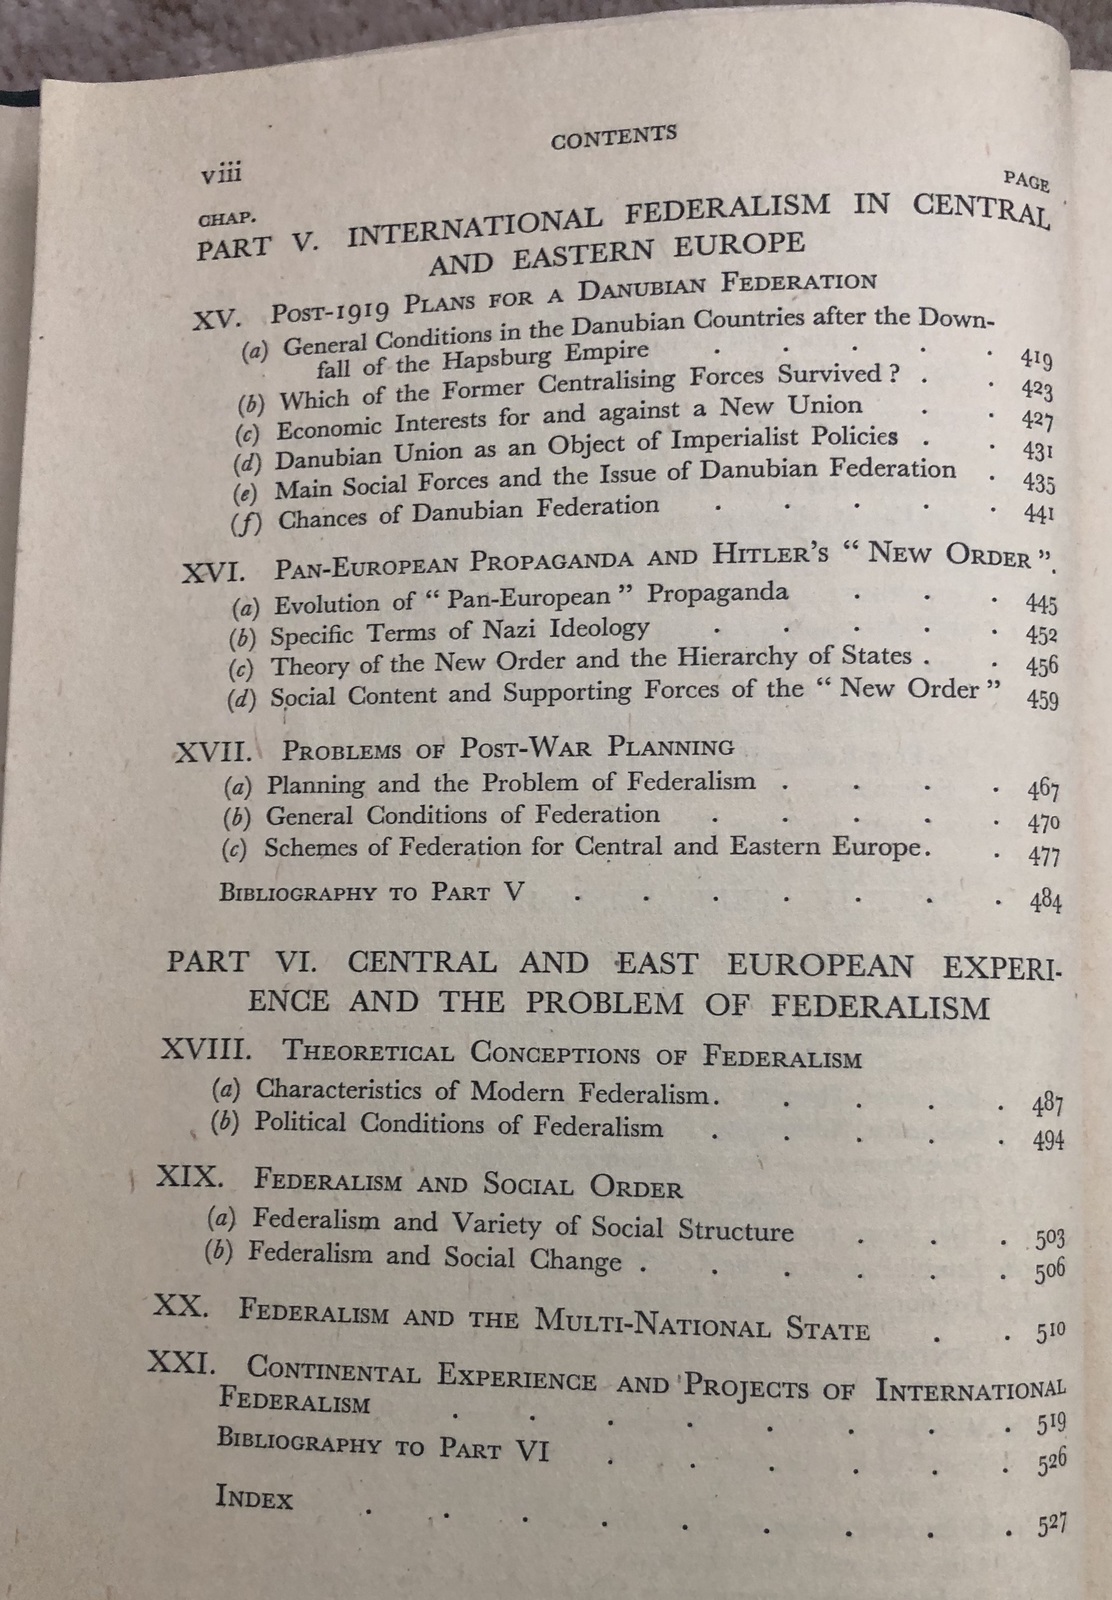 CONTENTS
viii
PAGE
CHAP.
PART V. INTERNATIONAL FEDERALISM IN CENTRAL
AND EASTERN EUROPE
XV. Post-1919 Plans for a Danubian Federation
(a) General Conditions in the Danubian Countries after the Down-
fall of the Hapsburg Empire . . . . . 419
(b) Which of the Former Centralising Forces Survived ? . . 423
(c) Economic Interests for and against a New Union . . 427
(d) Danubian Union as an Object of Imperialist Policies . . 431
(e) Main Social Forces and the Issue of Danubian Federation . 435
(f) Chances of Danubian Federation . . . . . 441
XVI. Pan-European Propaganda and Hitler's “ New Order ”.
(a) Evolution of “ Pan-European ” Propaganda . . . 445
(b) Specific Terms of Nazi Ideology . . . . . 452
(c) Theory of the New Order and the Hierarchy of States . . 456
(d) Social Content and Supporting Forces of the “ New Order ” 459
XVII. Problems of Post-War Planning
(a) Planning and the Problem of Federalism . . . . 467
(b) General Conditions of Federation . . . . . 470
(c) Schemes of Federation for Central and Eastern Europe. . 477
Bibliography to Part V . . . . . . . 484
PART VI. CENTRAL AND EAST EUROPEAN EXPERI-
ENCE AND THE PROBLEM OF FEDERALISM
XVIII. Theoretical Conceptions of Federalism
(a) Characteristics of Modern Federalism. . . . . 487
(b) Political Conditions of Federalism . . . . . 494
XIX. Federalism and Social Order
(a) Federalism and Variety of Social Structure . . . 503
(b) Federalism and Social Change . . . . . . 506
XX. Federalism and the Multi-National State . . 510
XXI. Continental Experience and Projects of International
Federalism . . . . . . . . 519
Bibliography to Part VI . . . . . . 526
Index . . . . . . . . . 527